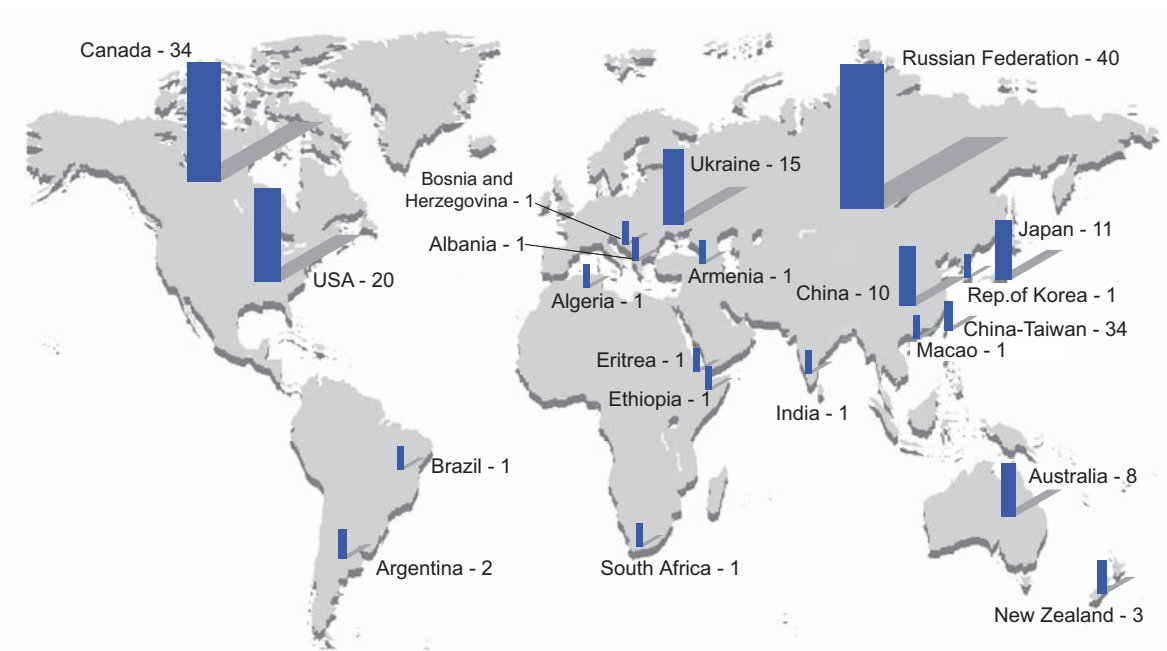 Canada - 34
Russian Federation - 40
Ukraine - 15
Bosnia and
Herzegovina - 1
Albania - 1
Japan - 11
USA - 20
Armenia - 1
Algeria - 1
China - 10
Rep.of Korea - 1
China-Taiwan - 34
Macao - 1
Eritrea - 1
Ethiopia - 1
India - 1
Brazil - 1
Australia - 8
Argentina - 2
South Africa - 1
New Zealand - 3